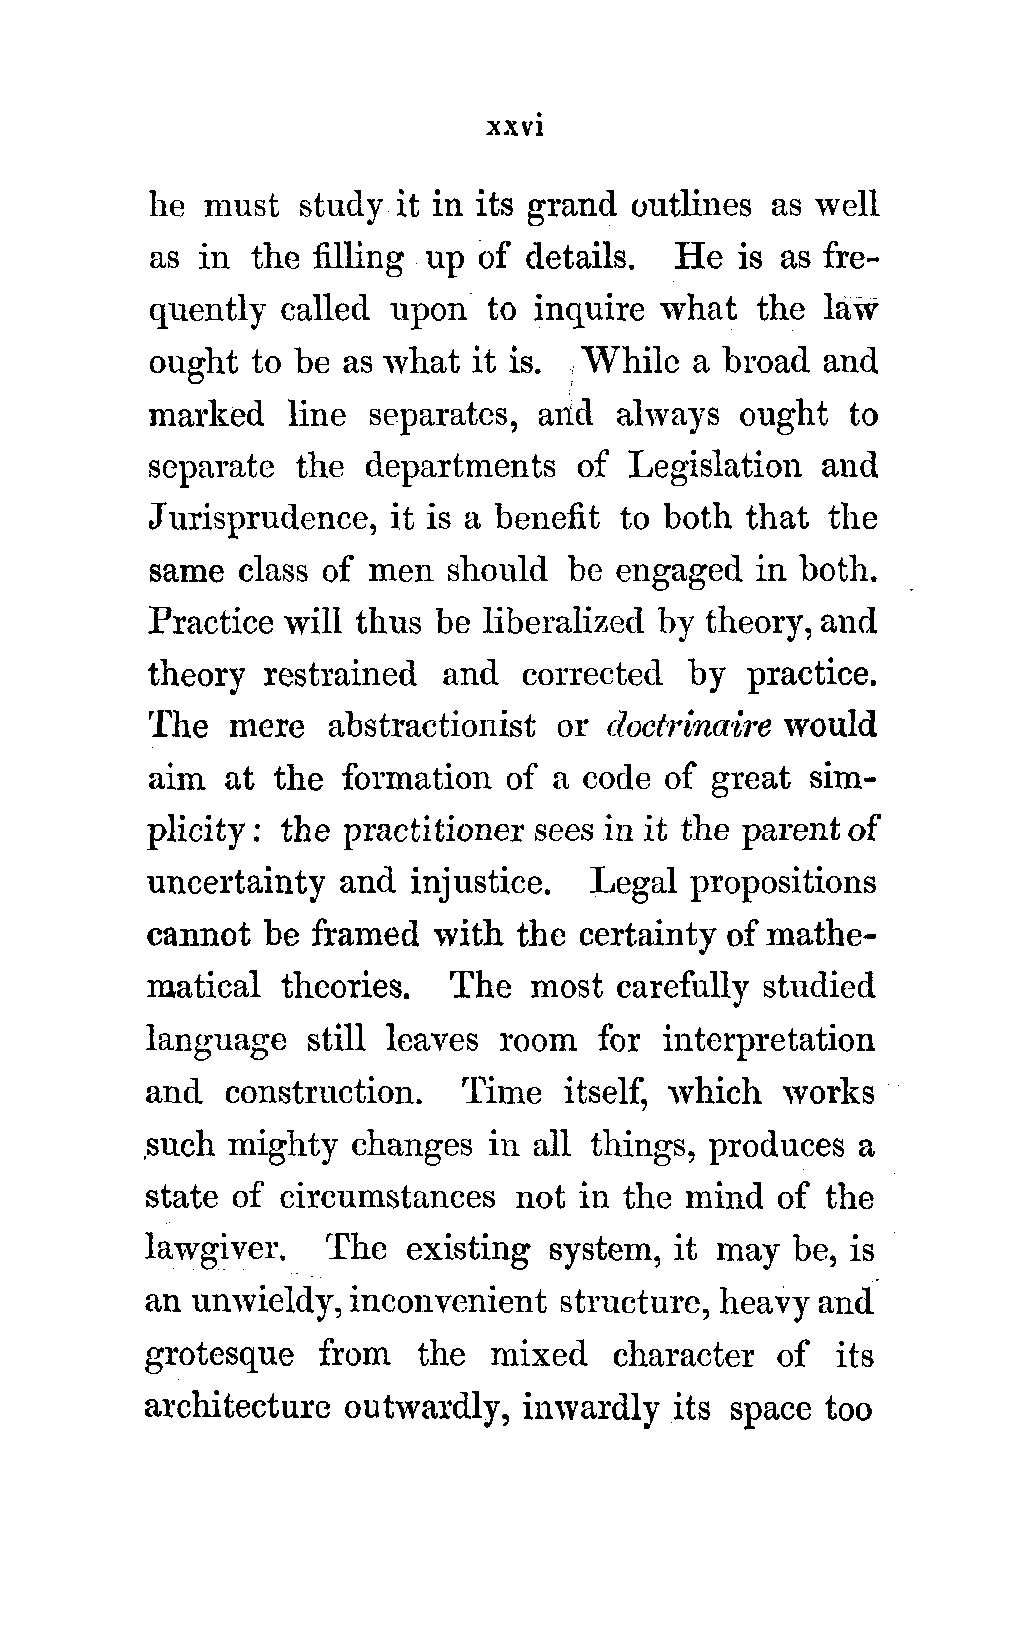 xxvi
he must study it in its grand outlines as well
as in the filling up of details. He is as fre-
quently called upon to inquire what the law
ought to be as what it is. While a broad and
marked line separates, and always ought to
separate the departments of Legislation and
Jurisprudence, it is a benefit to both that the
same class of men should be engaged in both.
Practice will thus be liberalized by theory, and
theory restrained and corrected by practice.
The mere abstractionist or doctrinaire would
aim at the formation of a code of great sim-
plicity: the practitioner sees in it the parent of
uncertainty and injustice. Legal propositions
cannot be framed with the certainty of mathe-
matical theories. The most carefully studied
language still leaves room for interpretation
and construction. Time itself, which works
such mighty changes in all things, produces a
state of circumstances not in the mind of the
lawgiver. The existing system, it may be, is
an unwieldy, inconvenient structure, heavy and
grotesque from the mixed character of its
architecture outwardly, inwardly its space too